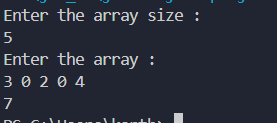 Enter the array size :
5
Enter the array :
3 0 2 0 4
7